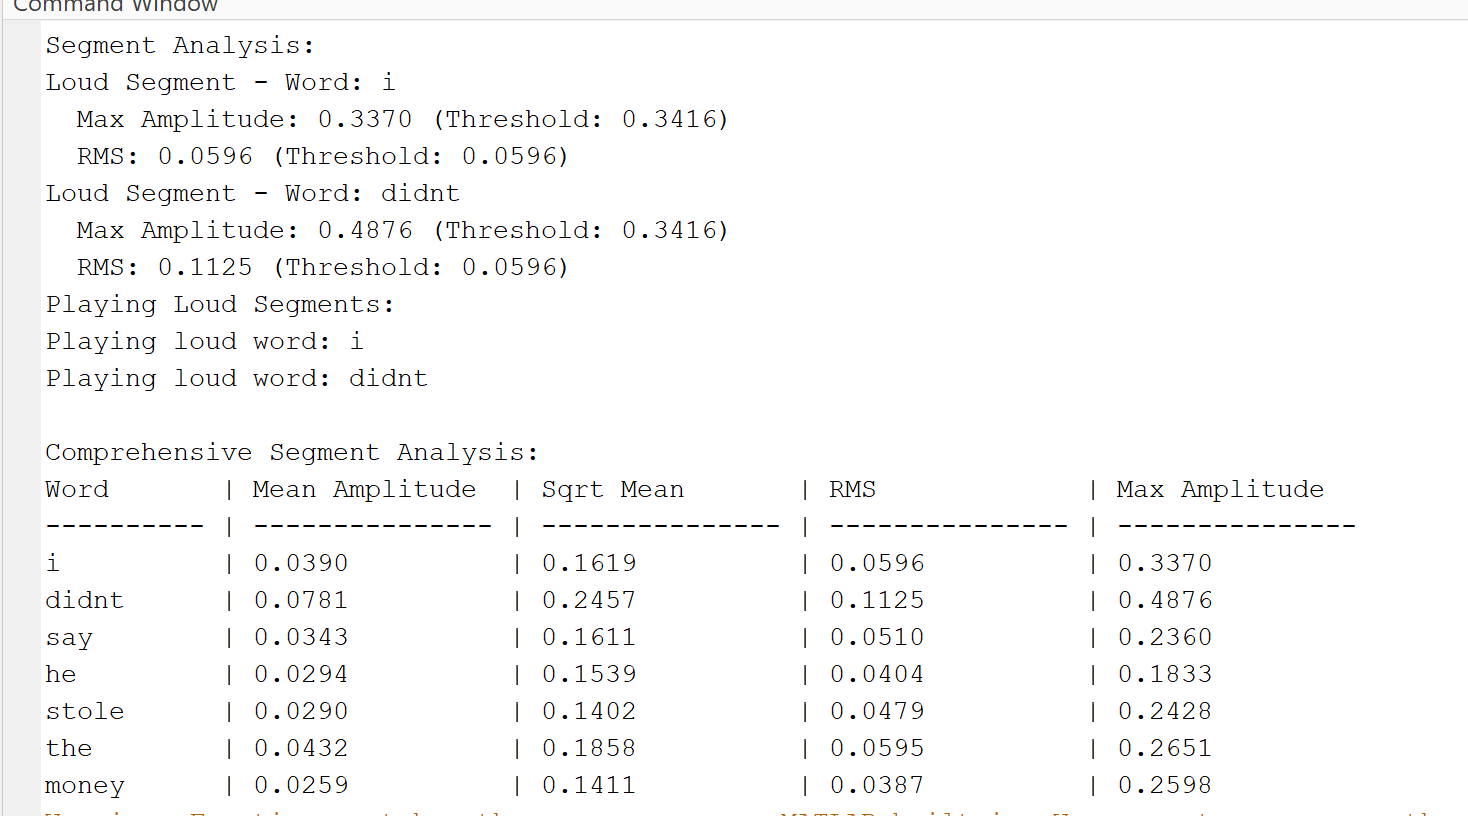 Command Window
Segment Analysis:
Loud Segment - Word: i
Max Amplitude: 0.3370 (Threshold: 0.3416)
RMS: 0.0596 (Threshold: 0.0596)
Loud Segment - Word: didnt
Max Amplitude: 0.4876 (Threshold: 0.3416)
RMS: 0.1125 (Threshold: 0.0596)
Playing Loud Segments:
Playing loud word: i
Playing loud word: didnt
Comprehensive Segment Analysis:
Word | Mean Amplitude | Sqrt Mean | RMS | Max Amplitude
---------- | --------------- | --------------- | --------------- | ---------------
i | 0.0390 | 0.1619 | 0.0596 | 0.3370
didnt | 0.0781 | 0.2457 | 0.1125 | 0.4876
say | 0.0343 | 0.1611 | 0.0510 | 0.2360
he | 0.0294 | 0.1539 | 0.0404 | 0.1833
stole | 0.0290 | 0.1402 | 0.0479 | 0.2428
the | 0.0432 | 0.1858 | 0.0595 | 0.2651
money | 0.0259 | 0.1411 | 0.0387 | 0.2598